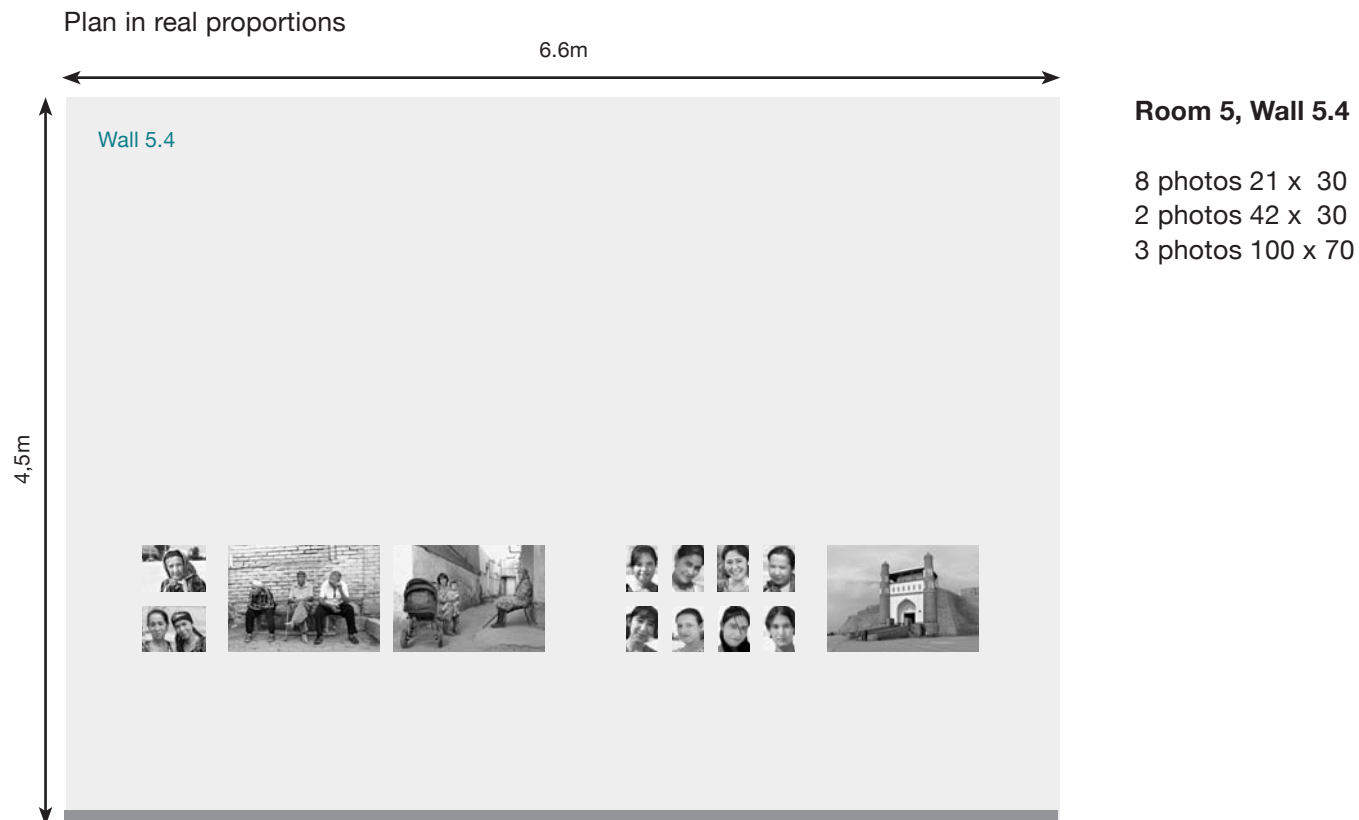 Plan in real proportions
6.6m
Wall 5.4
4,5m
Room 5, Wall 5.4
8 photos 21 x  30
2 photos 42 x  30
3 photos 100 x 70